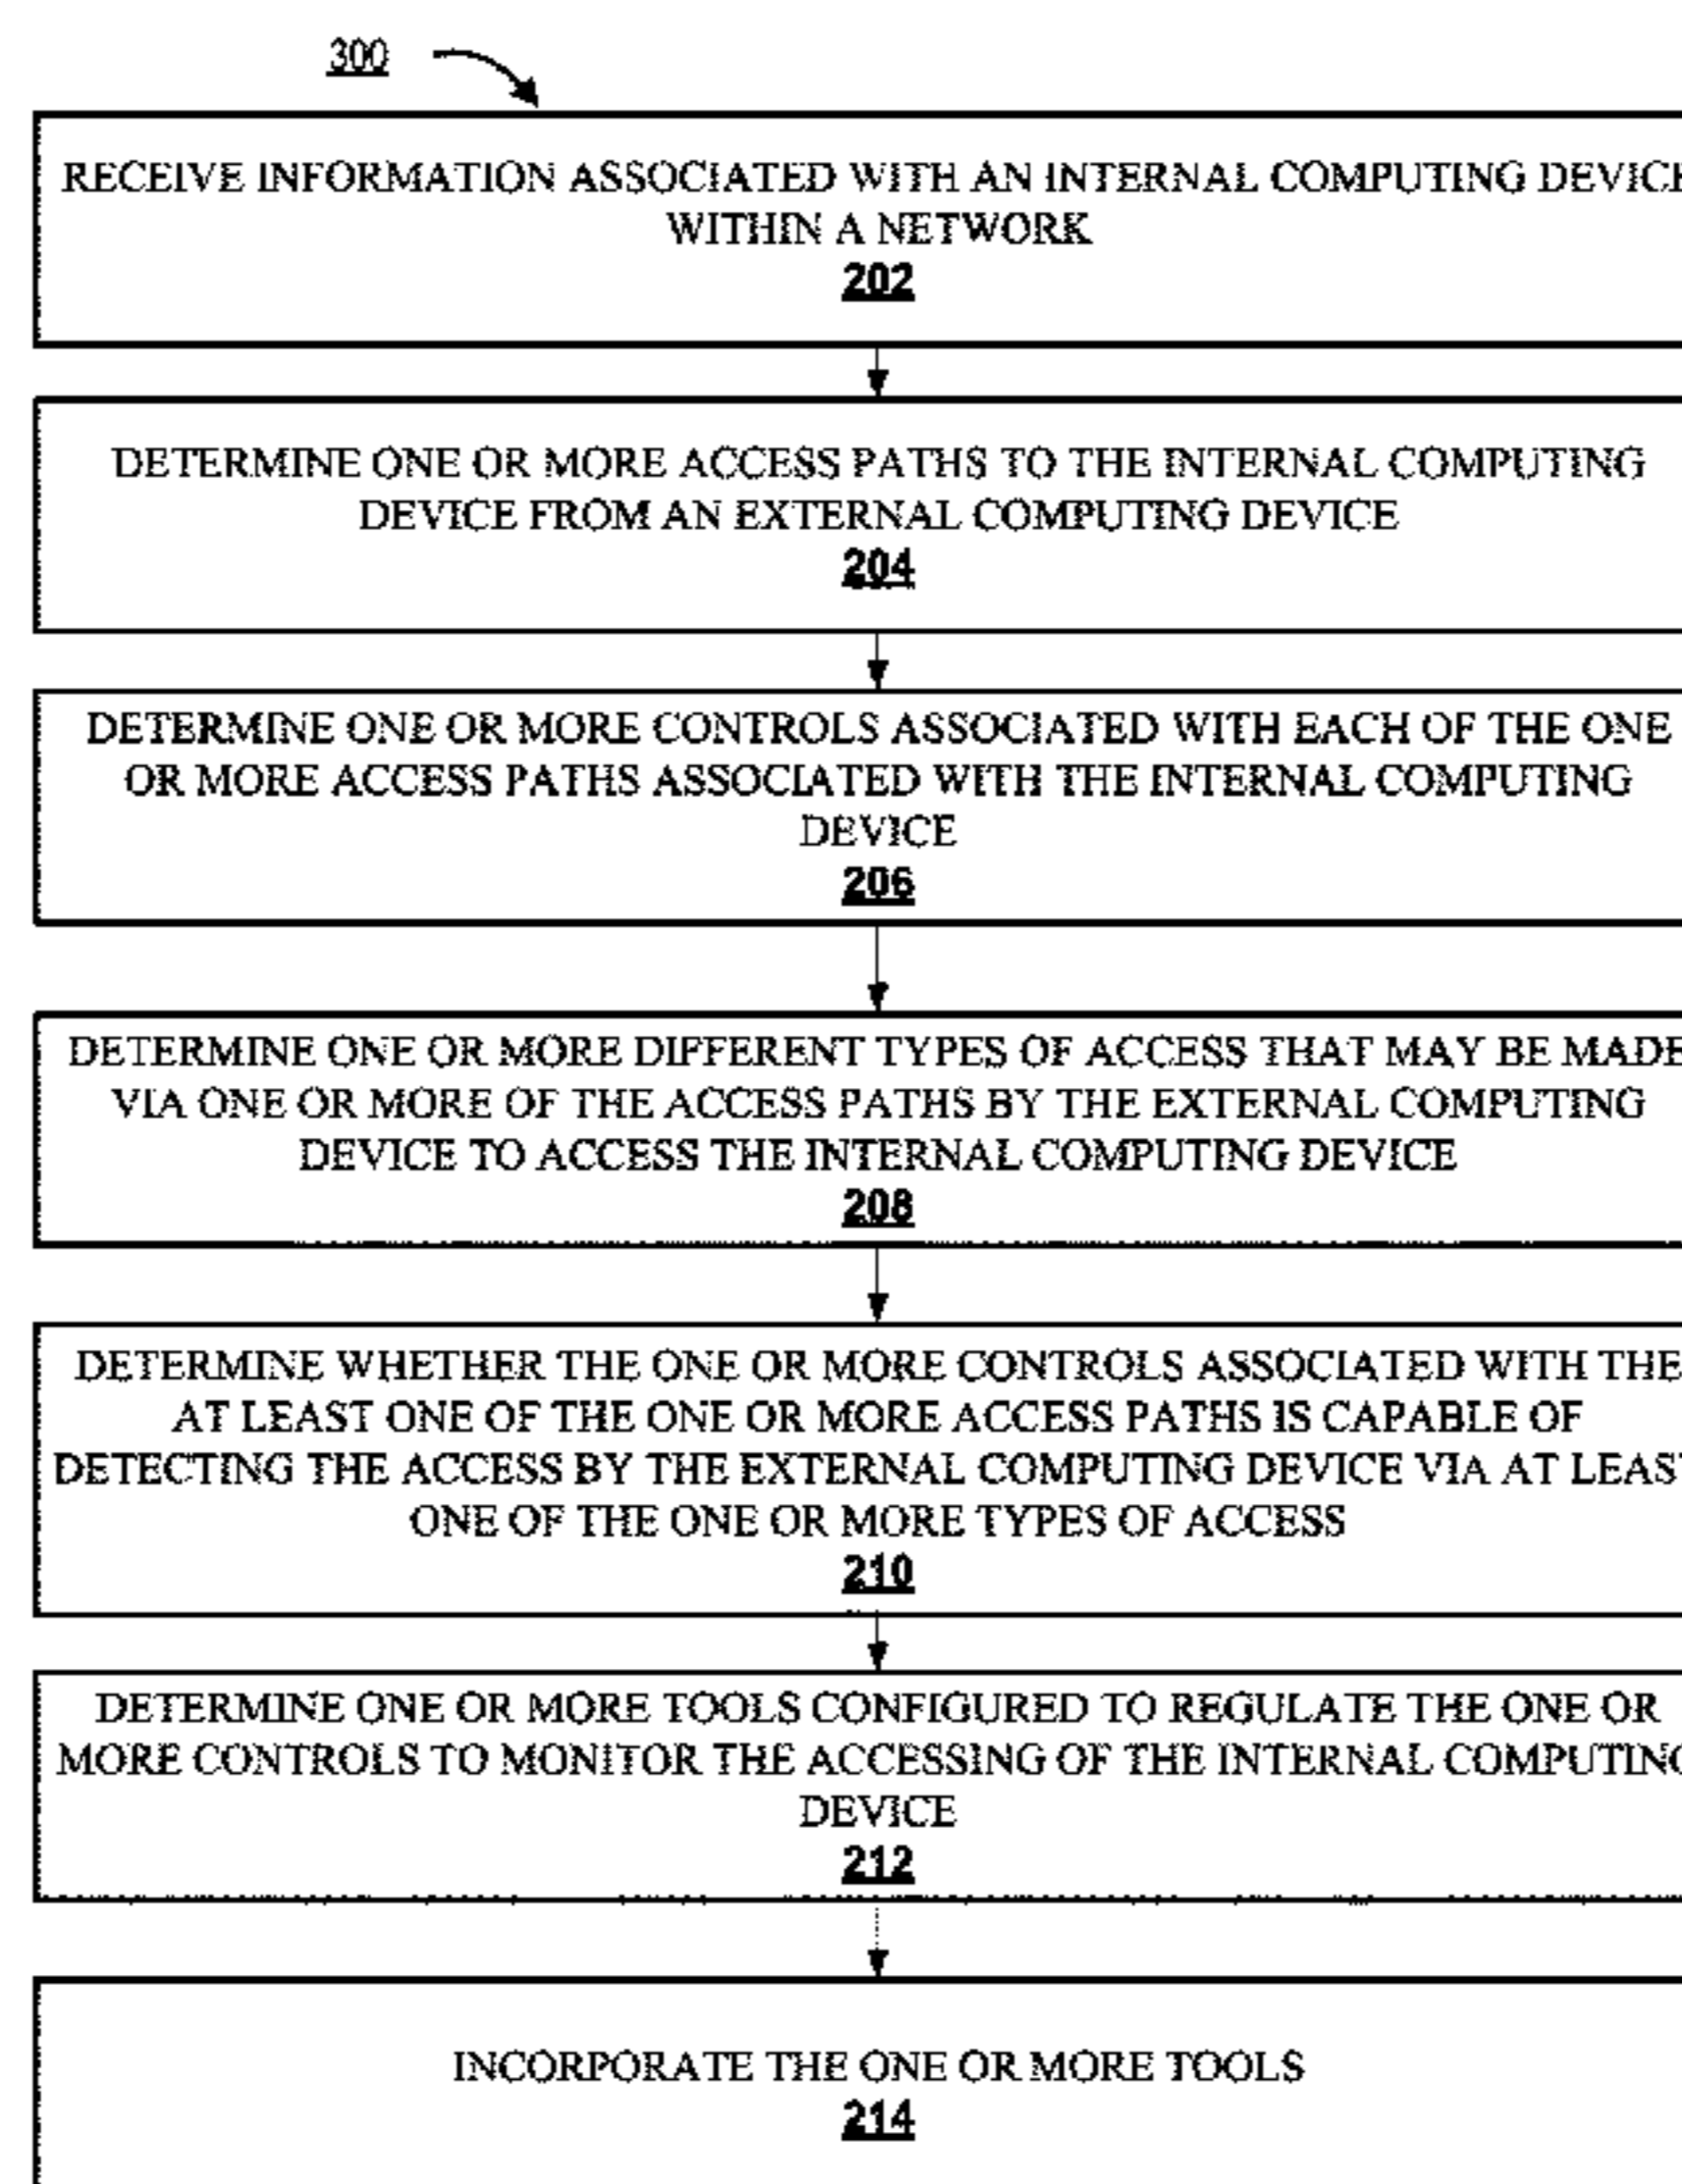 300
RECEIVE INFORMATION ASSOCIATED WITH AN INTERNAL COMPUTING DEVICE
WITHIN A NETWORK
202
DETERMINE ONE OR MORE ACCESS PATHS TO THE INTERNAL COMPUTING
DEVICE FROM AN EXTERNAL COMPUTING DEVICE
204
DETERMINE ONE OR MORE CONTROLS ASSOCIATED WITH EACH OF THE ONE
OR MORE ACCESS PATHS ASSOCIATED WITH THE INTERNAL COMPUTING
DEVICE
206
DETERMINE ONE OR MORE DIFFERENT TYPES OF ACCESS THAT MAY BE MADE
VIA ONE OR MORE OF THE ACCESS PATHS BY THE EXTERNAL COMPUTING
DEVICE TO ACCESS THE INTERNAL COMPUTING DEVICE
208
DETERMINE WHETHER THE ONE OR MORE CONTROLS ASSOCIATED WITH THE
AT LEAST ONE OF THE ONE OR MORE ACCESS PATHS IS CAPABLE OF
DETECTING THE ACCESS BY THE EXTERNAL COMPUTING DEVICE VIA AT LEAST
ONE OF THE ONE OR MORE TYPES OF ACCESS
210
DETERMINE ONE OR MORE TOOLS CONFIGURED TO REGULATE THE ONE OR
MORE CONTROLS TO MONITOR THE ACCESSING OF THE INTERNAL COMPUTING
DEVICE
212
INCORPORATE THE ONE OR MORE TOOLS
214